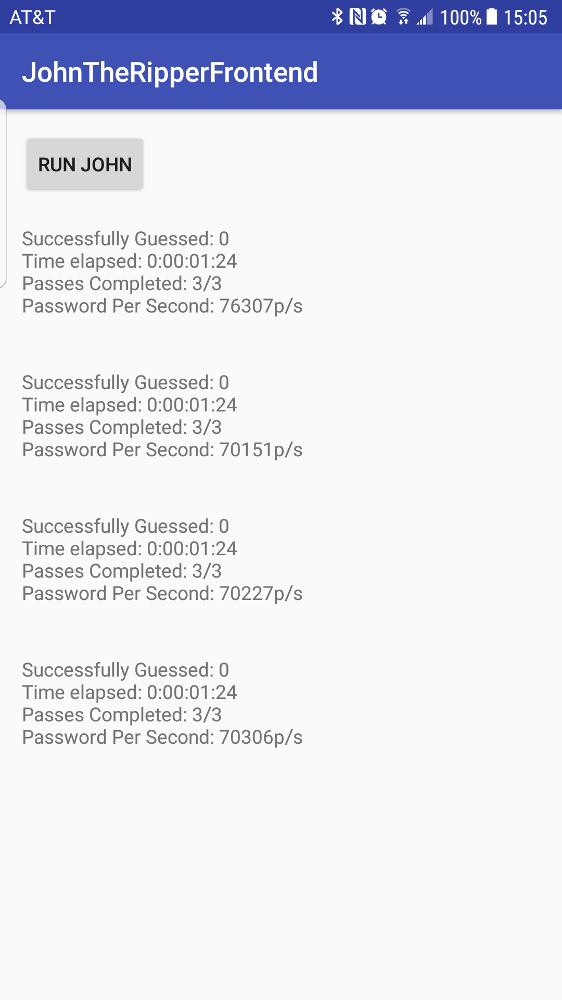 AT&T 100% 15:05
JohnTheRipperFrontend
RUN JOHN
Successfully Guessed: 0
Time elapsed: 0:00:01:24
Passes Completed: 3/3
Password Per Second: 76307p/s
Successfully Guessed: 0
Time elapsed: 0:00:01:24
Passes Completed: 3/3
Password Per Second: 70151p/s
Successfully Guessed: 0
Time elapsed: 0:00:01:24
Passes Completed: 3/3
Password Per Second: 70227p/s
Successfully Guessed: 0
Time elapsed: 0:00:01:24
Passes Completed: 3/3
Password Per Second: 70306p/s